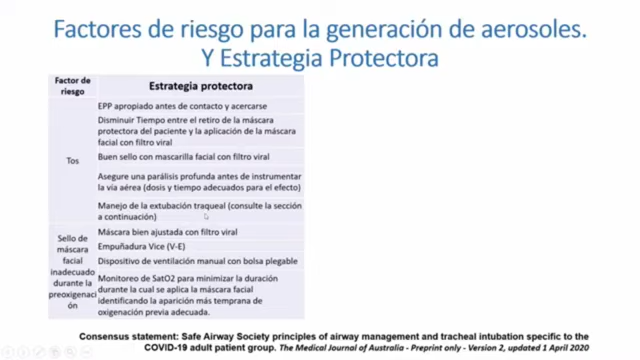 Factores de riesgo para la generación de aerosoles.
Y Estrategia Protectora
Factor de
riesgo
Estrategia protectora
Tos
EPP apropiado antes de contacto y acercarse
Disminuir Tiempo entre el retiro de la máscara
protectora del paciente y la aplicación de la máscara
facial con filtro viral
Buen sello con mascarilla facial con filtro viral
Asegure una parálisis profunda antes de instrumentar
la vía aérea (dosis y tiempo adecuados para el efecto)
Manejo de la extubación traqueal (consulte la sección
a continuación)
Sello de
máscara
facial
inadecuado
durante la
preoxigenaci
ón
Máscara bien ajustada con filtro viral
Empuñadura Vice (V-E)
Dispositivo de ventilación manual con bolsa plegable
Monitoreo de SatO2 para minimizar la duración
durante la cual se aplica la máscara facial
identificando la aparición más temprana de
oxigenación previa adecuada.
Consensus statement: Safe Airway Society principles of airway management and tracheal intubation specific to the
COVID-19 adult patient group. The Medical Journal of Australia - Preprint only - Version 2, updated 1 April 2020